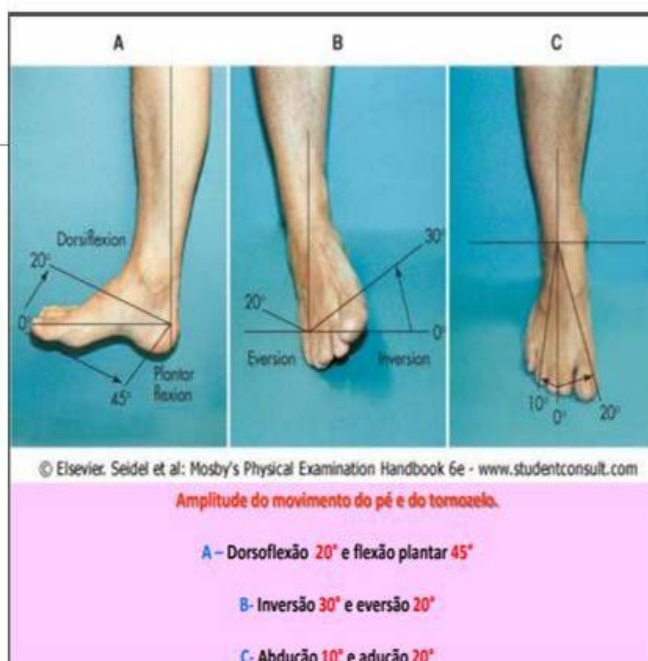 A B C
Dorsiflexion
20°
0°
45°
Plantar
flexion
30°
20°
0°
Eversion Inversion
10°
0°
20°
© Elsevier. Seidel et al: Mosby's Physical Examination Handbook 6e - www.studentconsult.com
Amplitude do movimento do pé e do tornozelo.
A – Dorsoflexão 20° e flexão plantar 45°
B- Inversão 30° e eversão 20°
C- Abdução 10° e adução 20°